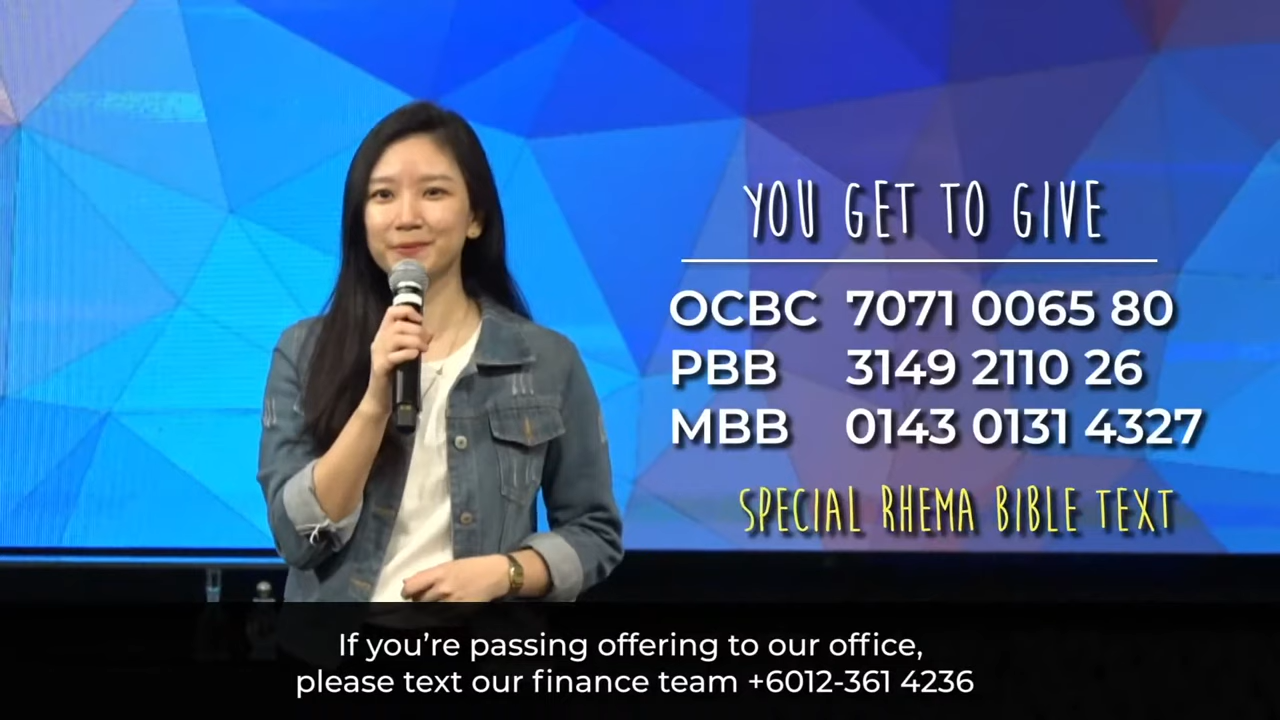 YOU GET TO GIVE
OCBC 7071 0065 80
PBB 3149 2110 26
MBB 0143 0131 4327
SPECIAL RHEMA BIBLE TEXT
If you're passing offering to our office,
please text our finance team +6012-361 4236